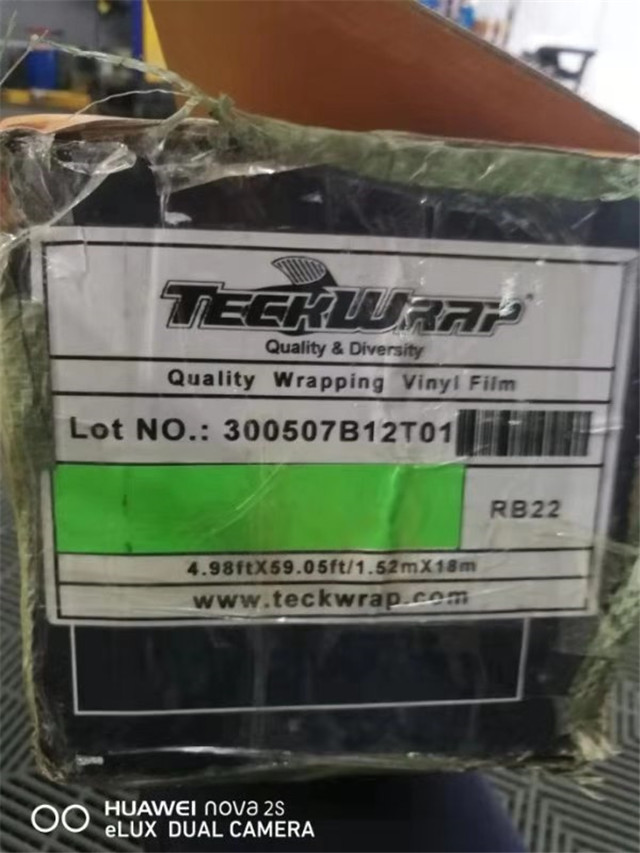 TECKWRAP®
Quality & Diversity
Quality Wrapping Vinyl Film
Lot NO.: 300507B12T01
RB22
4.98ftX59.05ft/1.52mX18m
www.teckwrap.com
HUAWEI nova 2s
eLUX DUAL CAMERA